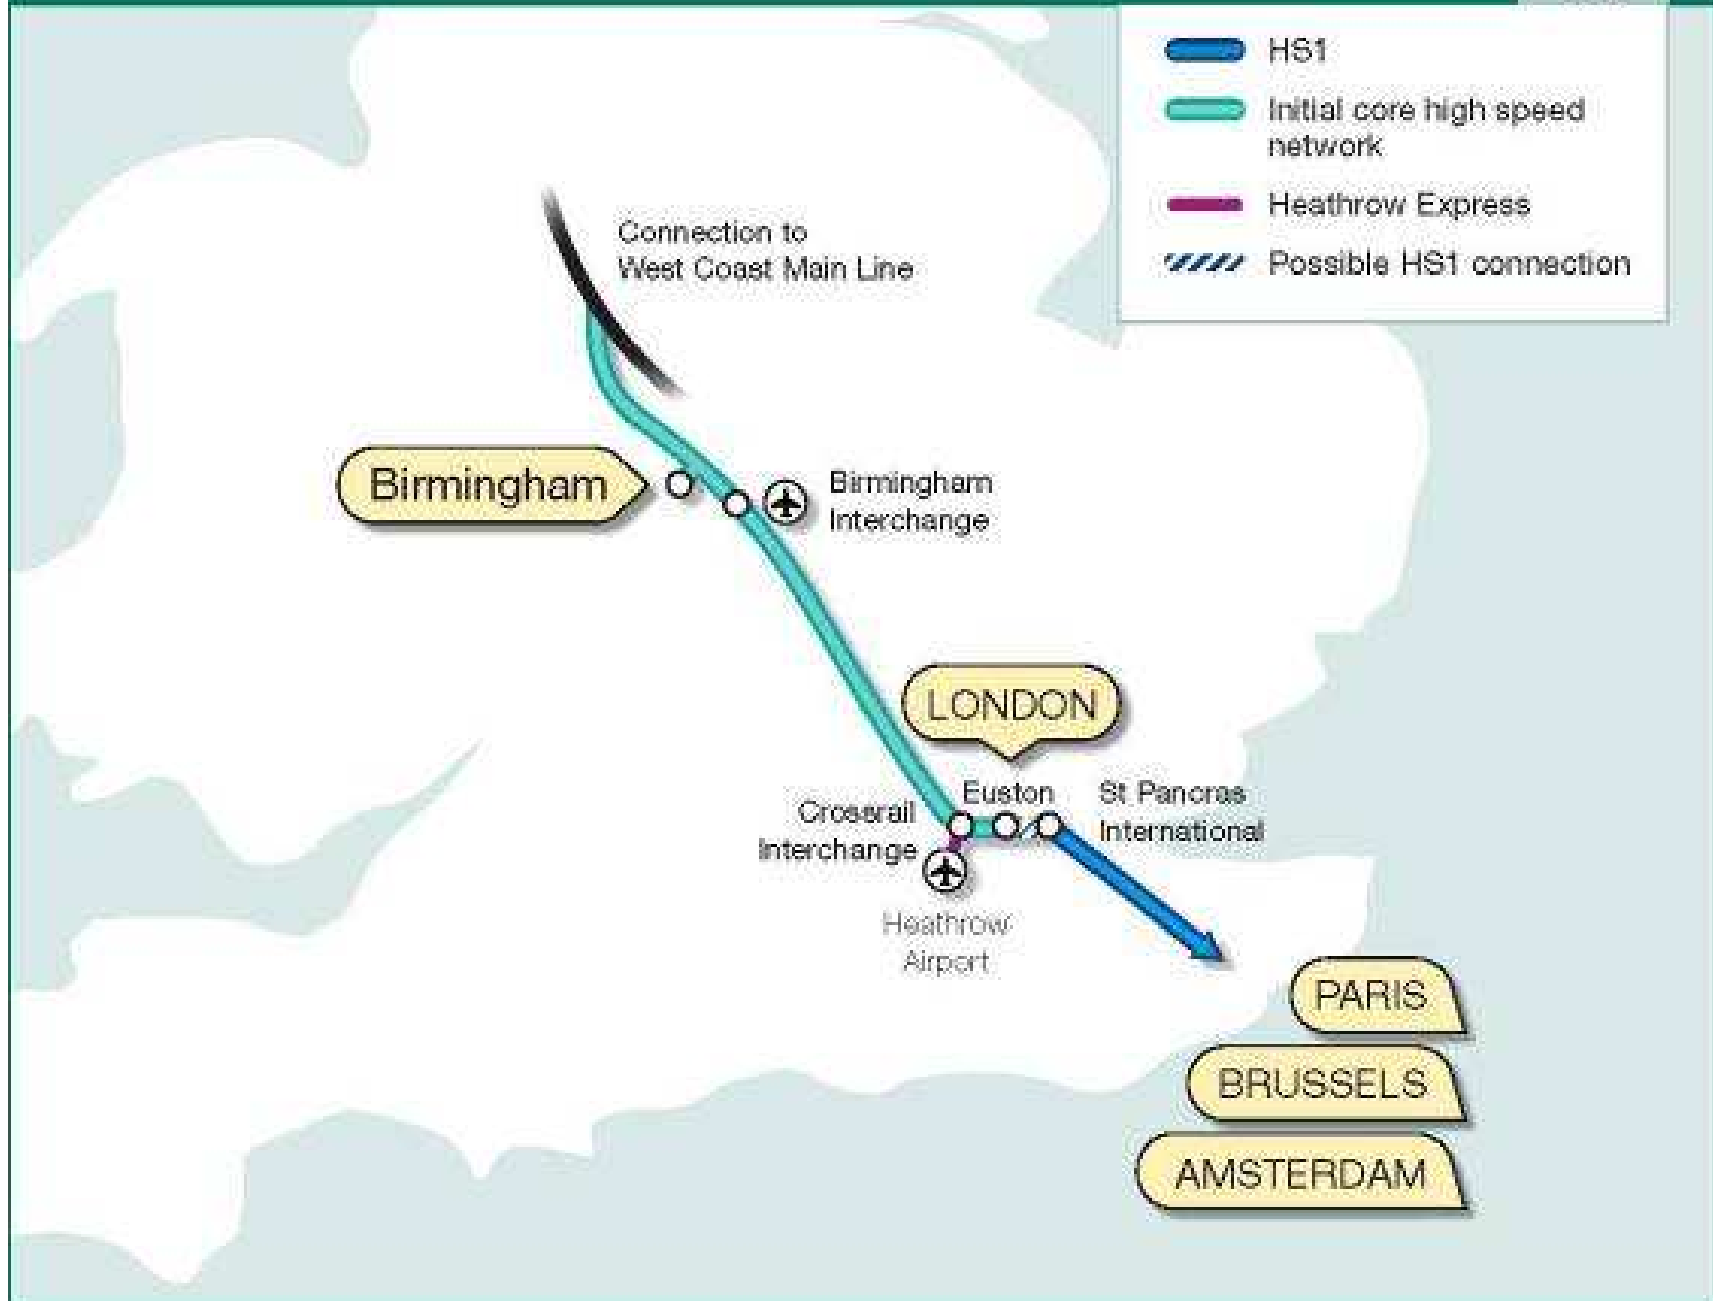 HS1
Initial core high speed
network
Heathrow Express
Possible HS1 connection
Connection to
West Coast Main Line
Birmingham
Birmingham
Interchange
LONDON
Euston
St Pancras
International
Crossrail
Interchange
Heathrow
Airport
PARIS
BRUSSELS
AMSTERDAM